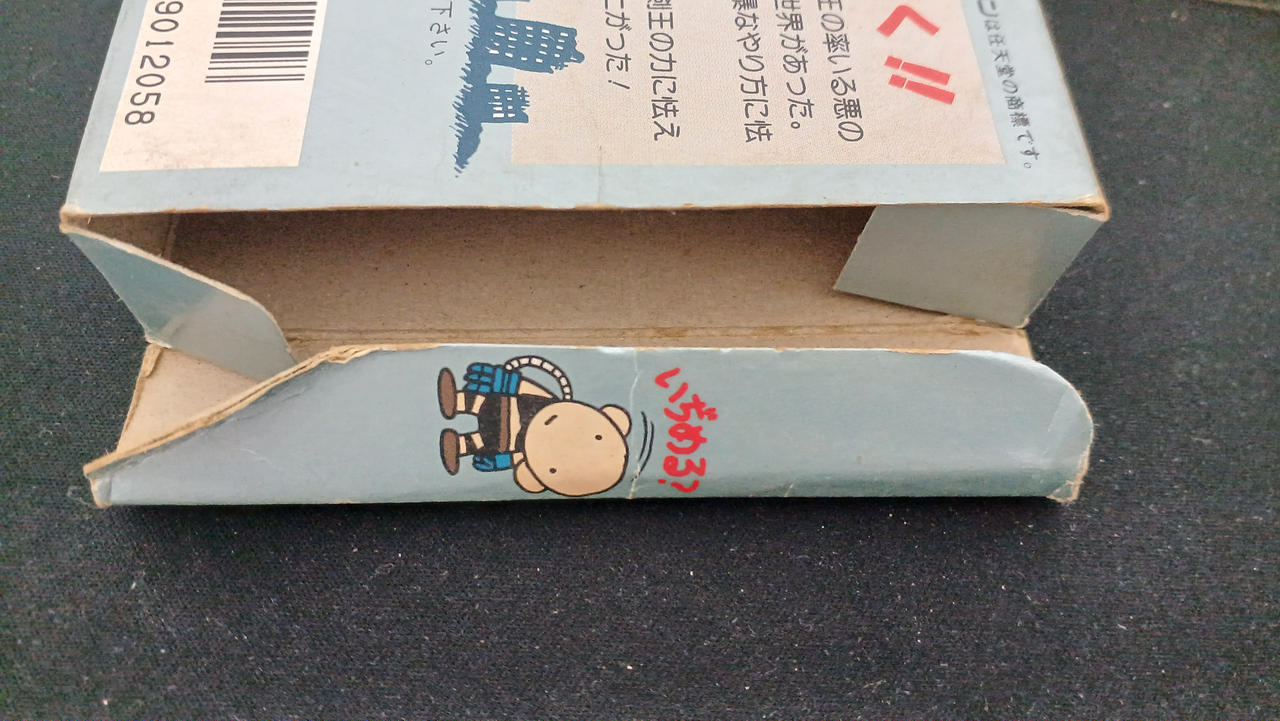 ン」は任天堂の商標です。
く!!
王の率いる悪の
世界があった。
暴なやり方に怯
王の力に怯え
がった!
下さい。
9012058
いぢめる?